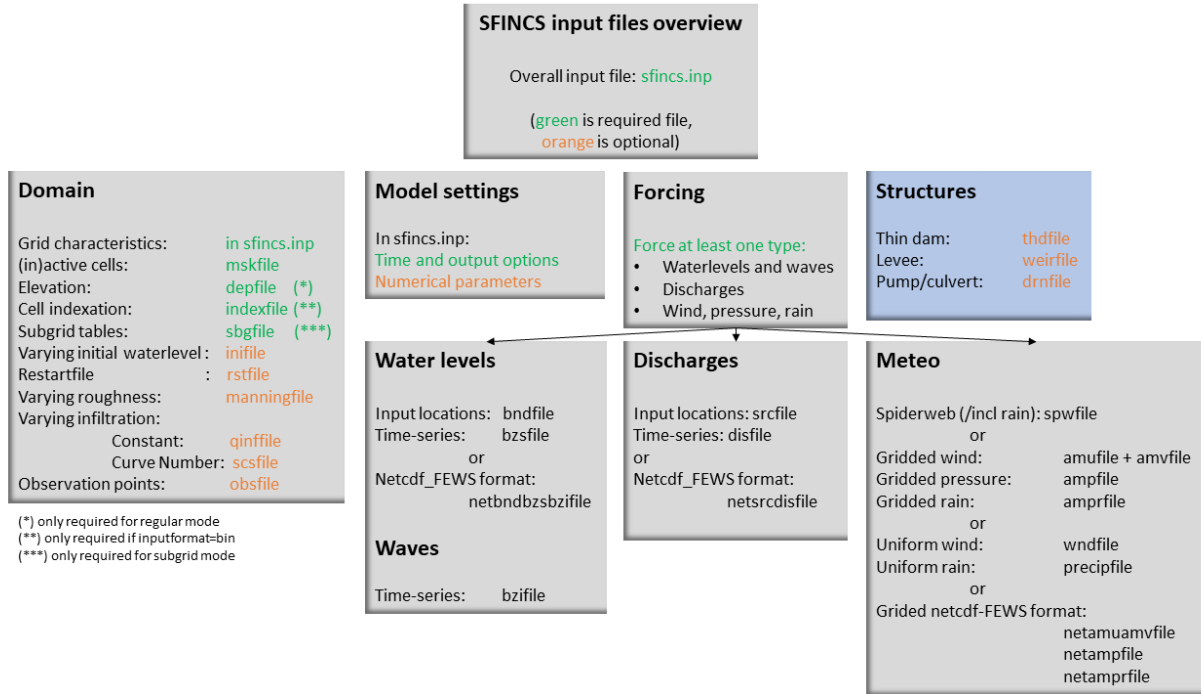 SFINCS input files overview
Overall input file: sfincs.inp
(green is required file,
orange is optional)
Domain
Grid characteristics: in sfincs.inp
(in)active cells: mskfile
Elevation: depfile (*)
Cell indexation: indexfile (**)
Subgrid tables: sbgfile (***)
Varying initial waterlevel : inifile
Restartfile : rstfile
Varying roughness: manningfile
Varying infiltration:
Constant: qinffile
Curve Number: scsfile
Observation points: obsfile
(*) only required for regular mode
(**) only required if inputformat=bin
(***) only required for subgrid mode
Model settings
In sfincs.inp:
Time and output options
Numerical parameters
Forcing
Force at least one type:
• Waterlevels and waves
• Discharges
• Wind, pressure, rain
Structures
Thin dam: thdfile
Levee: weirfile
Pump/culvert: drnfile
Water levels
Input locations: bndfile
Time-series: bzsfile
or
Netcdf_FEWS format:
netbndbzsbzifile
Waves
Time-series: bzifile
Discharges
Input locations: srcfile
Time-series: disfile
or
Netcdf_FEWS format:
netsrcdisfile
Meteo
Spiderweb (/incl rain): spwfile
or
Gridded wind: amufile + amvfile
Gridded pressure: ampfile
Gridded rain: amprfile
or
Uniform wind: wndfile
Uniform rain: precipfile
or
Grided netcdf-FEWS format:
netamuamvfile
netampfile
netamprfile